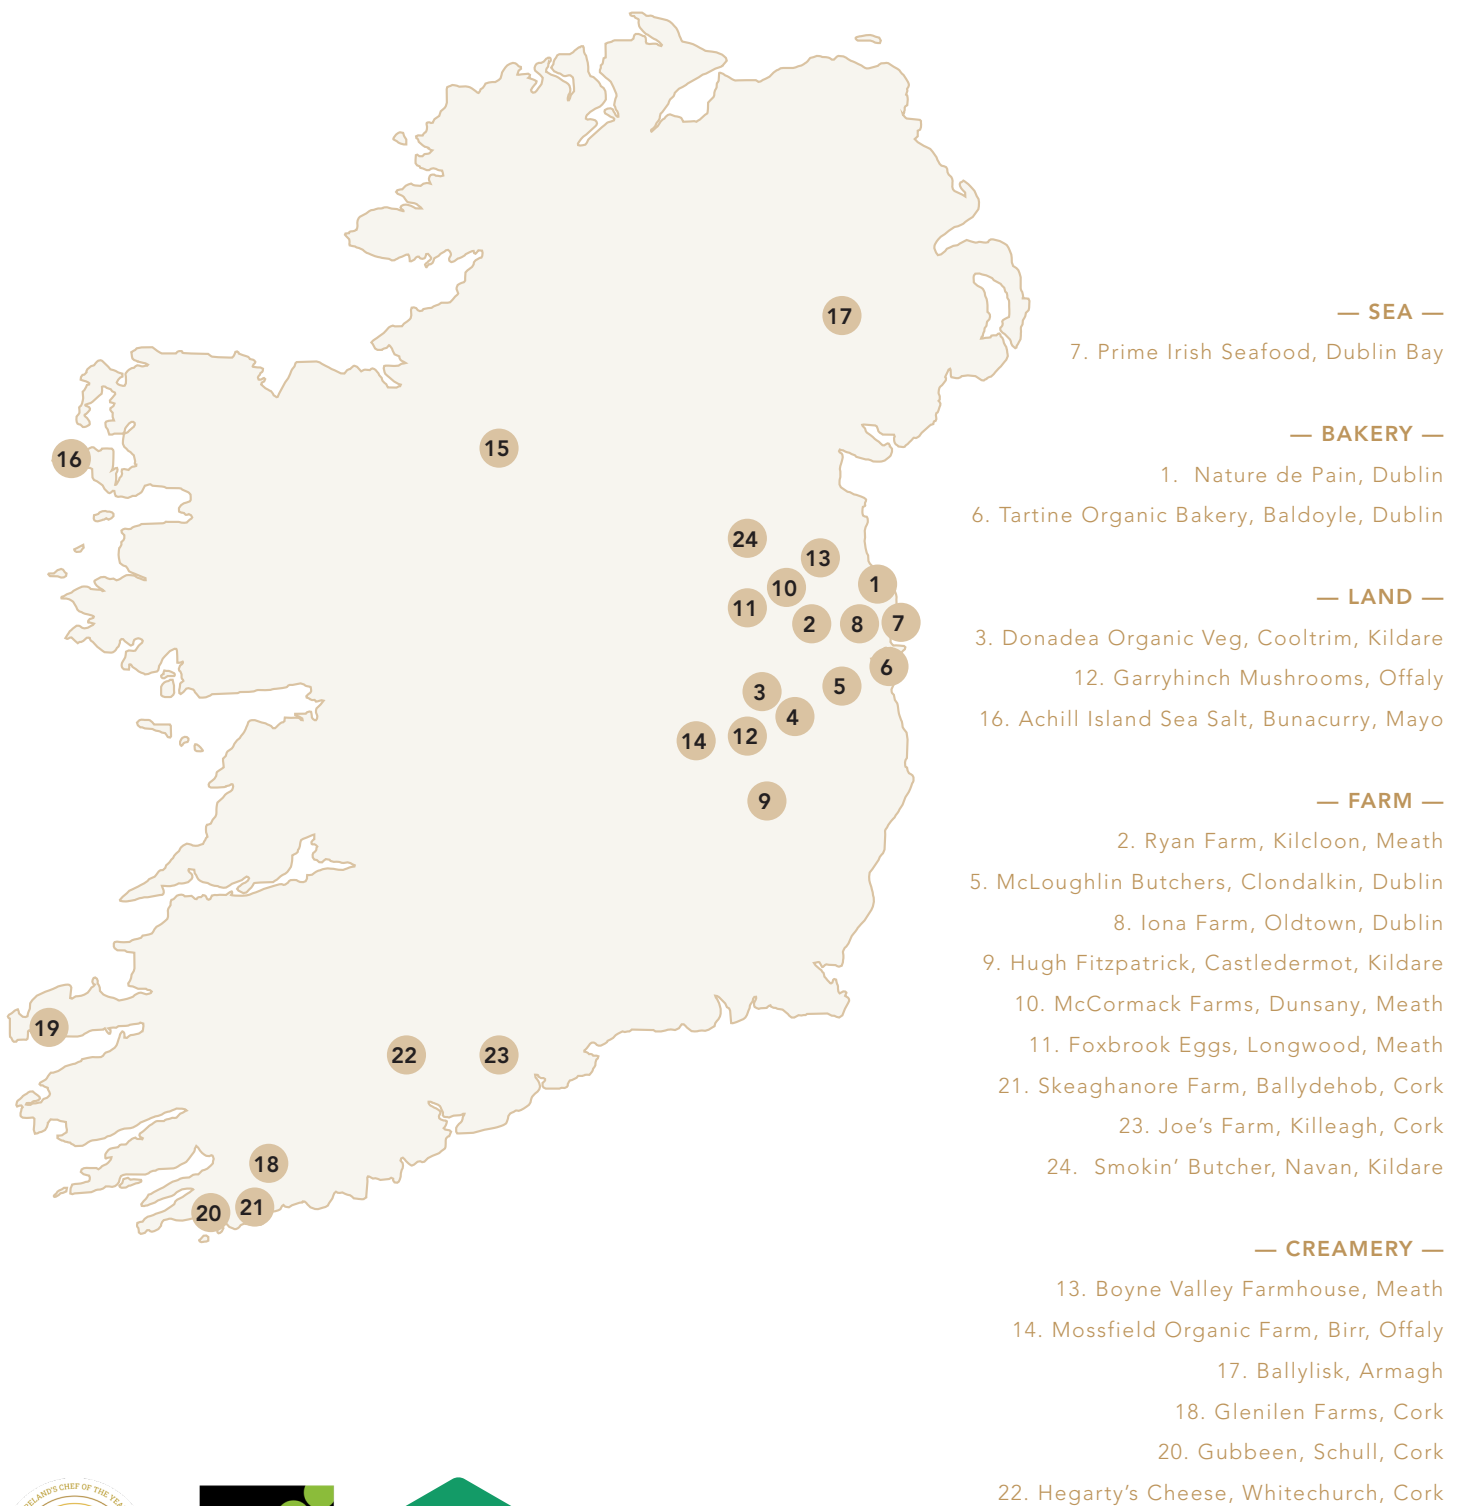 17
15
16
24
13
10
1
11
2
8
7
6
5
3
4
14
12
9
19
22
23
18
21
20
— SEA —
7. Prime Irish Seafood, Dublin Bay
— BAKERY —
1. Nature de Pain, Dublin
6. Tartine Organic Bakery, Baldoyle, Dublin
— LAND —
3. Donadea Organic Veg, Cooltrim, Kildare
12. Garryhinch Mushrooms, Offaly
16. Achill Island Sea Salt, Bunacurry, Mayo
— FARM —
2. Ryan Farm, Kilcloon, Meath
5. McLoughlin Butchers, Clondalkin, Dublin
8. Iona Farm, Oldtown, Dublin
9. Hugh Fitzpatrick, Castledermot, Kildare
10. McCormack Farms, Dunsany, Meath
11. Foxbrook Eggs, Longwood, Meath
21. Skeaghanore Farm, Ballydehob, Cork
23. Joe’s Farm, Killeagh, Cork
24. Smokin’ Butcher, Navan, Kildare
— CREAMERY —
13. Boyne Valley Farmhouse, Meath
14. Mossfield Organic Farm, Birr, Offaly
17. Ballylisk, Armagh
18. Glenilen Farms, Cork
20. Gubbeen, Schull, Cork
22. Hegarty’s Cheese, Whitechurch, Cork
CHEF OF THE